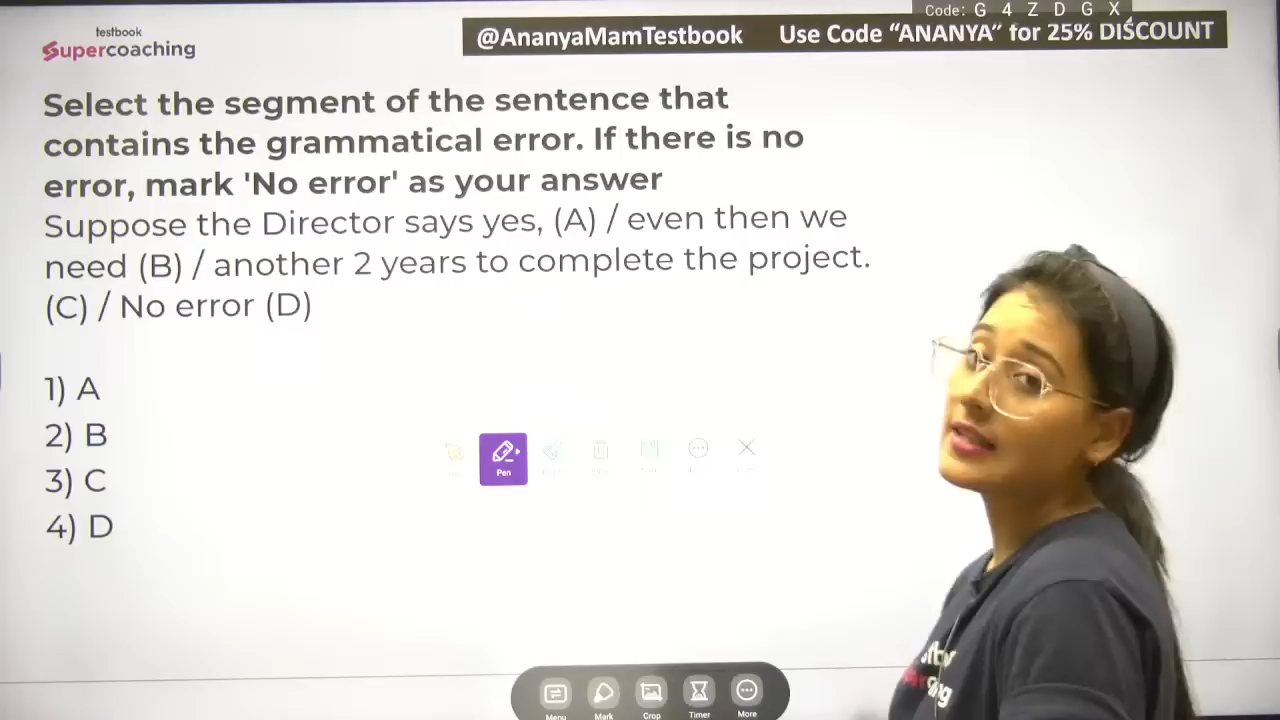 Code: G 4 Z D G X
testbook
Supercoaching
@AnanyaMamTestbook Use Code “ANANYA” for 25% DISCOUNT
Select the segment of the sentence that
contains the grammatical error. If there is no
error, mark 'No error' as your answer
Suppose the Director says yes, (A) / even then we
need (B) / another 2 years to complete the project.
(C) / No error (D)
1) A
2) B
3) C
4) D
Pen
Menu
Mark
Crop
Timer
More